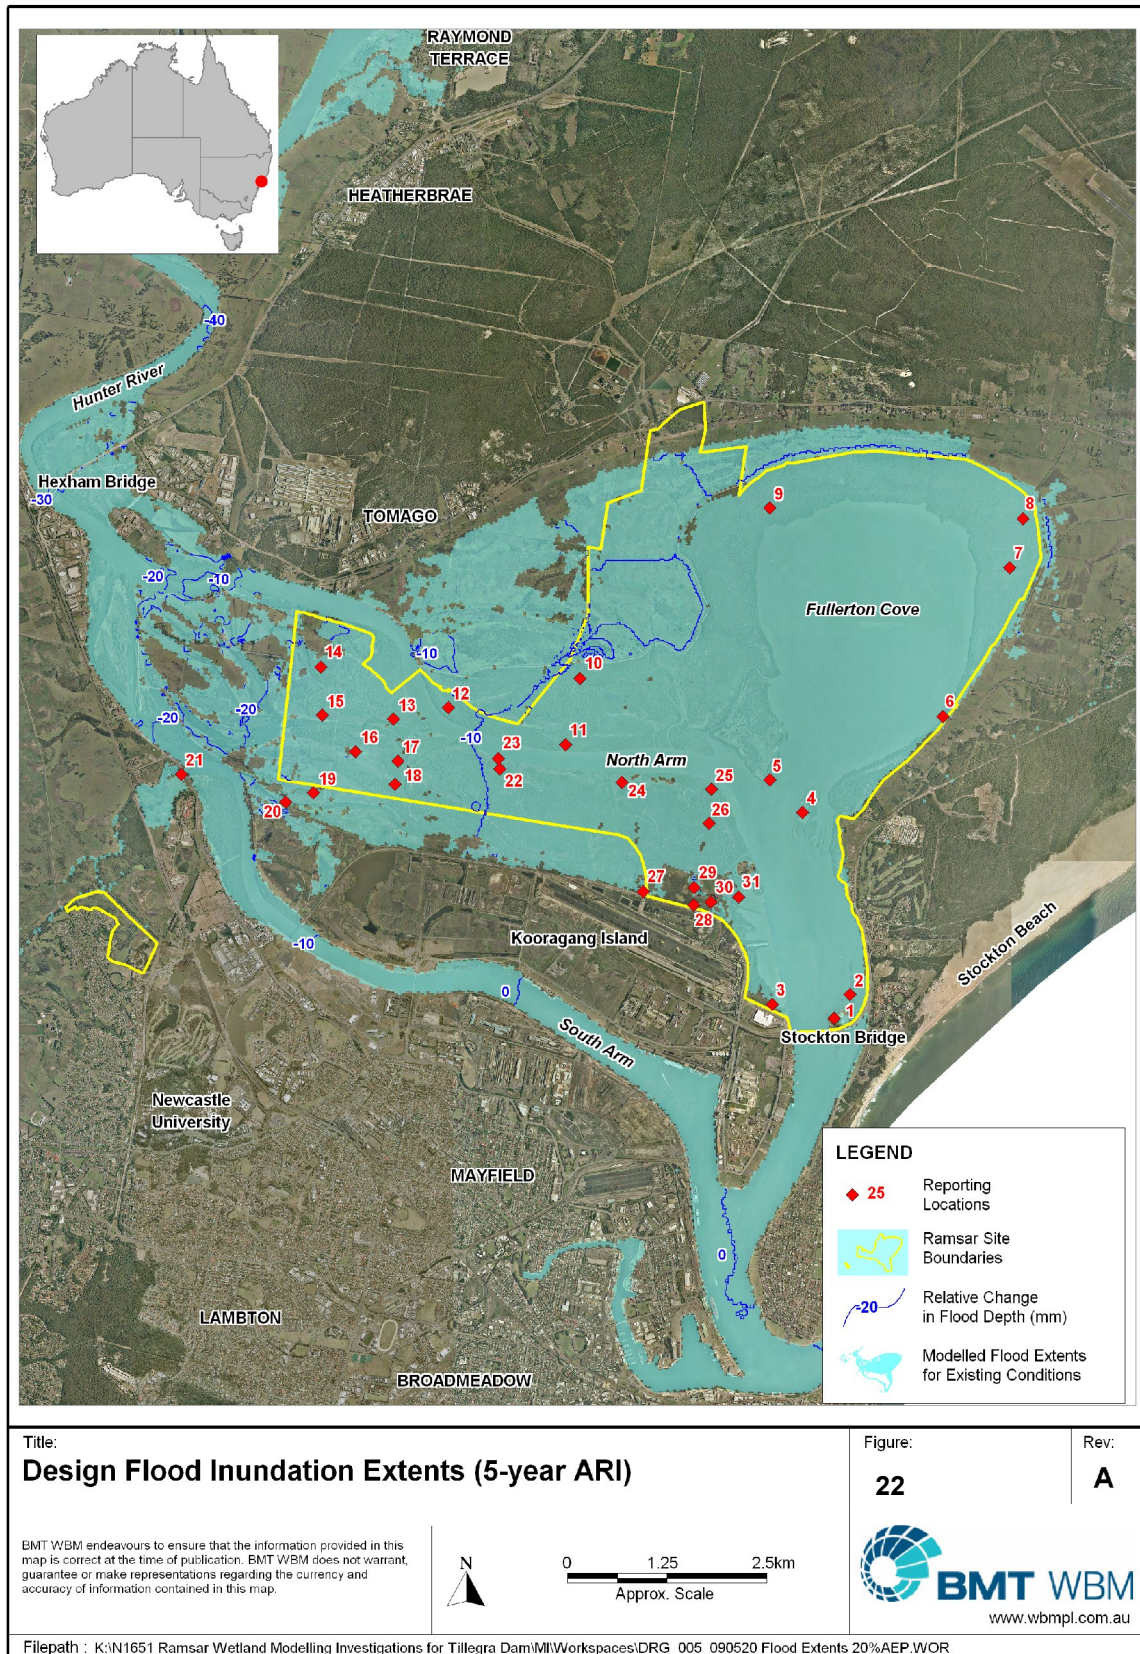 RAYMOND
TERRACE
HEATHERBRAE
-40
Hunter River
Hexham Bridge
-30
TOMAGO
9
8
7
Fullerton Cove
-20
-10
-10
14
10
12
6
15
13
-20
-20
-10
11
16
23
17
North Arm
5
21
22
18
25
19
24
4
20
26
27
29
30
31
28
-10
Kooragang Island
Stockton Beach
0
2
3
1
South Arm
Stockton Bridge
Newcastle
University
MAYFIELD
0
LAMBTON
BROADMEADOW
LEGEND
25
Reporting
Locations
Ramsar Site
Boundaries
-20
Relative Change
in Flood Depth (mm)
Modelled Flood Extents
for Existing Conditions
Title:
Design Flood Inundation Extents (5-year ARI)
Figure:
22
Rev:
A
BMT WBM endeavours to ensure that the information provided in this
map is correct at the time of publication. BMT WBM does not warrant,
guarantee or make representations regarding the currency and
accuracy of information contained in this map.
N
0 1.25 2.5km
Approx. Scale
BMT WBM
www.wbmpl.com.au
Filepath : K:\N1651 Ramsar Wetland Modelling Investigations for Tillegra Dam\MI\Workspaces\DRG_005_090520 Flood Extents 20%AEP.WOR